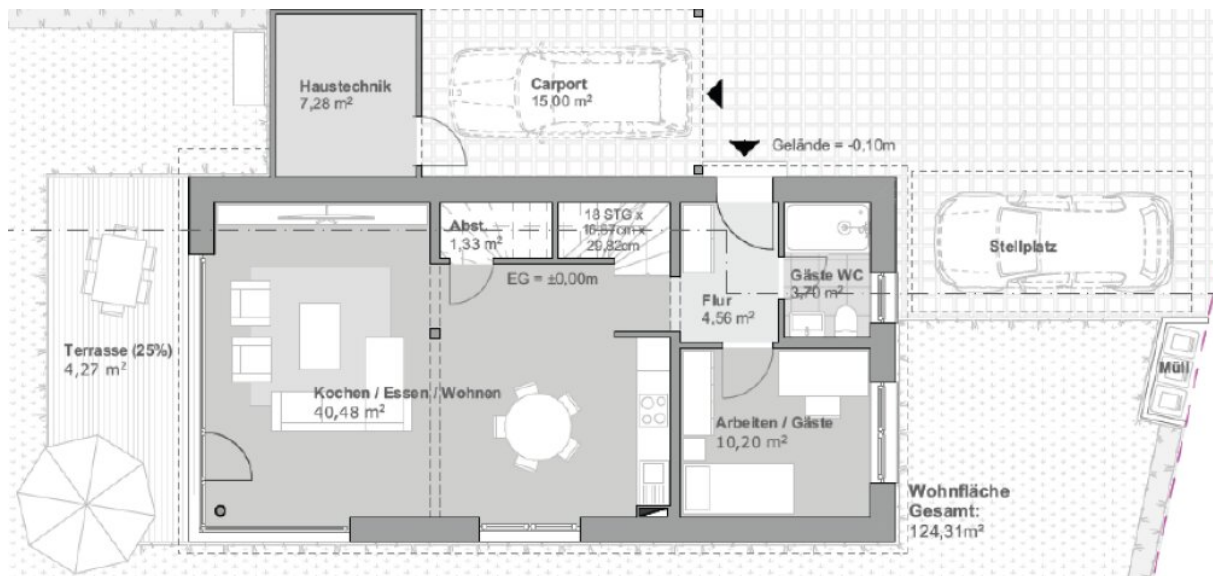 Haustechnik
7,28 m²
Carport
15,00 m²
Gelände = -0,10m
Abst.
1,33 m²
18 STG x
16,67cm x
29,82cm
Stellplatz
EG = ±0,00m
Gäste WC
3,70 m²
Flur
4,56 m²
Terrasse (25%)
4,27 m²
Müll
Kochen / Essen / Wohnen
40,48 m²
Arbeiten / Gäste
10,20 m²
Wohnfläche
Gesamt:
124,31m²